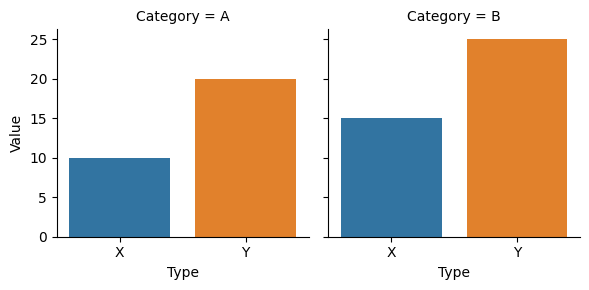 Category = A
Category = B
Value
25
20
15
10
5
0
X
Y
X
Y
Type
Type